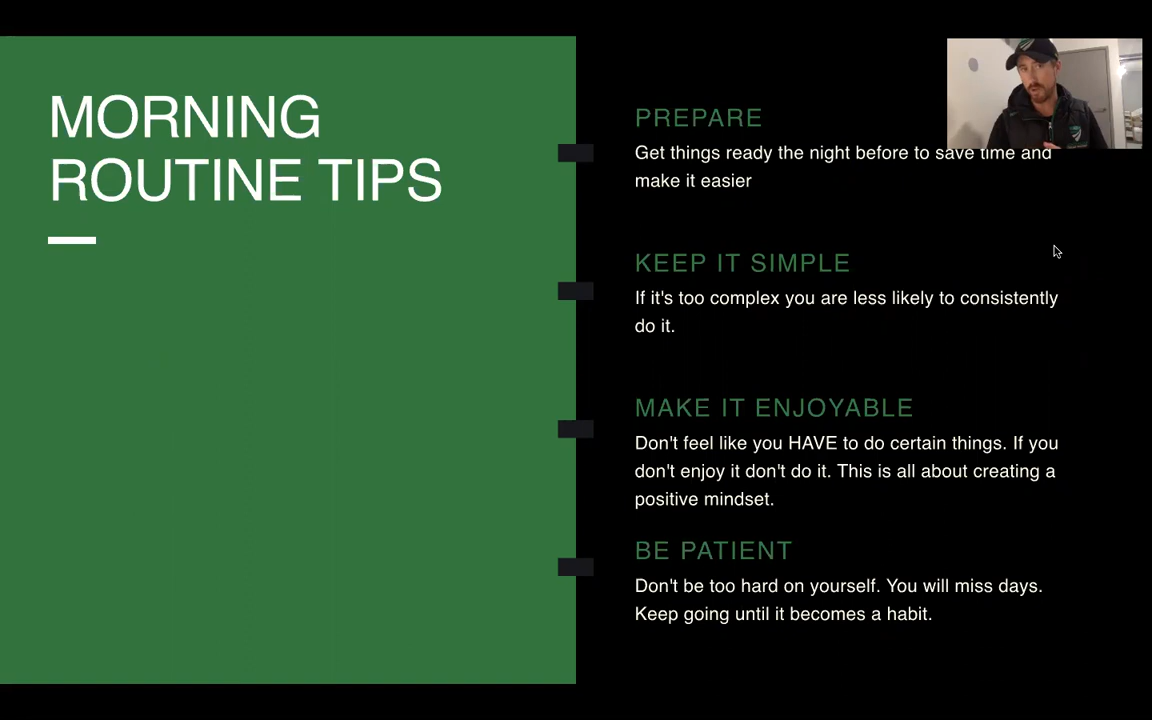 MORNING
ROUTINE TIPS
PREPARE
Get things ready the night before to save time and
make it easier
KEEP IT SIMPLE
If it's too complex you are less likely to consistently
do it.
MAKE IT ENJOYABLE
Don't feel like you HAVE to do certain things. If you
don't enjoy it don't do it. This is all about creating a
positive mindset.
BE PATIENT
Don't be too hard on yourself. You will miss days.
Keep going until it becomes a habit.